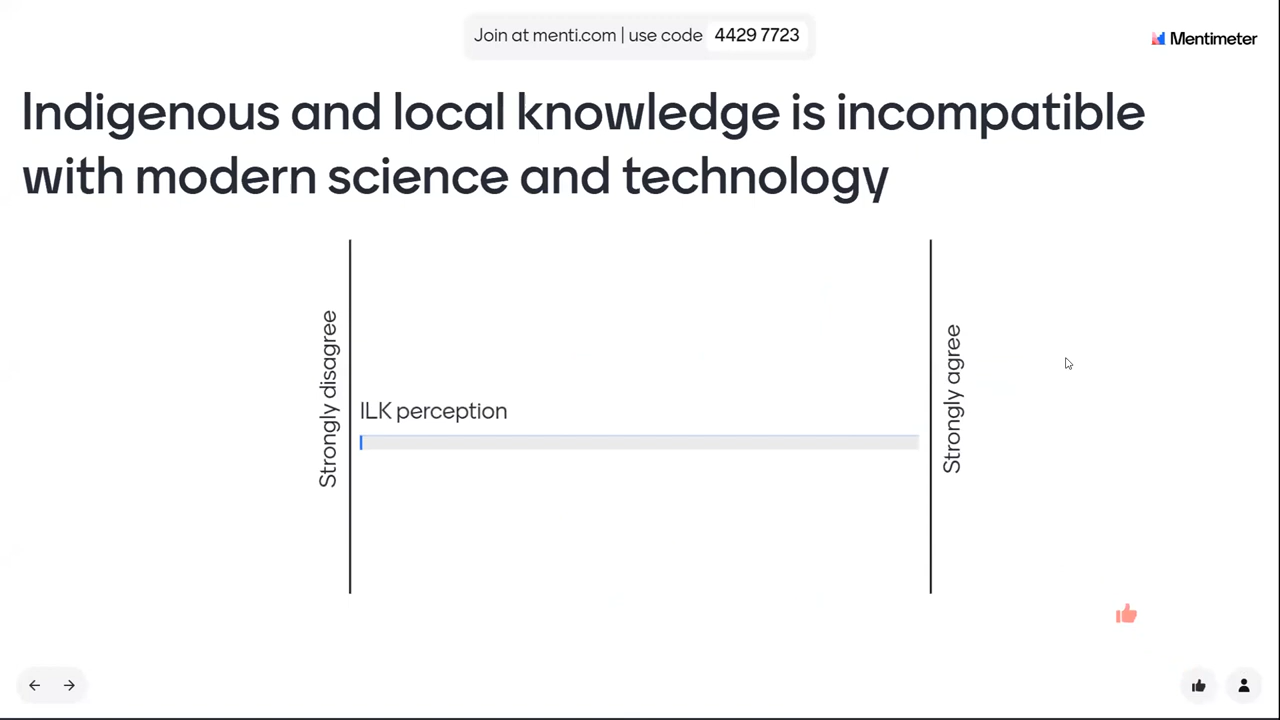 Join at menti.com | use code 4429 7723
Mentimeter
Indigenous and local knowledge is incompatible
with modern science and technology
Strongly disagree
ILK perception
Strongly agree